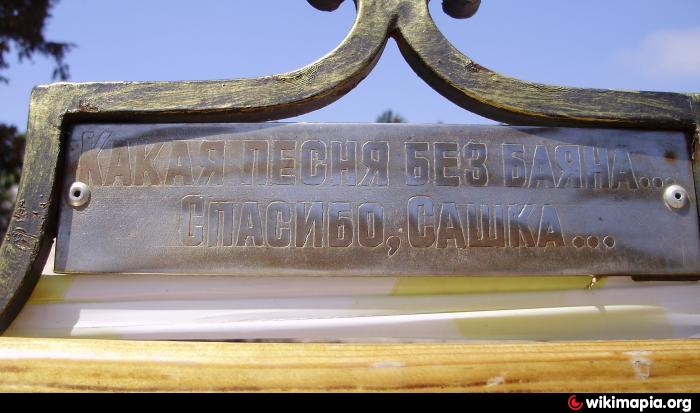 Какая песня без баяна...
Спасибо, Сашка...
wikimapia.org